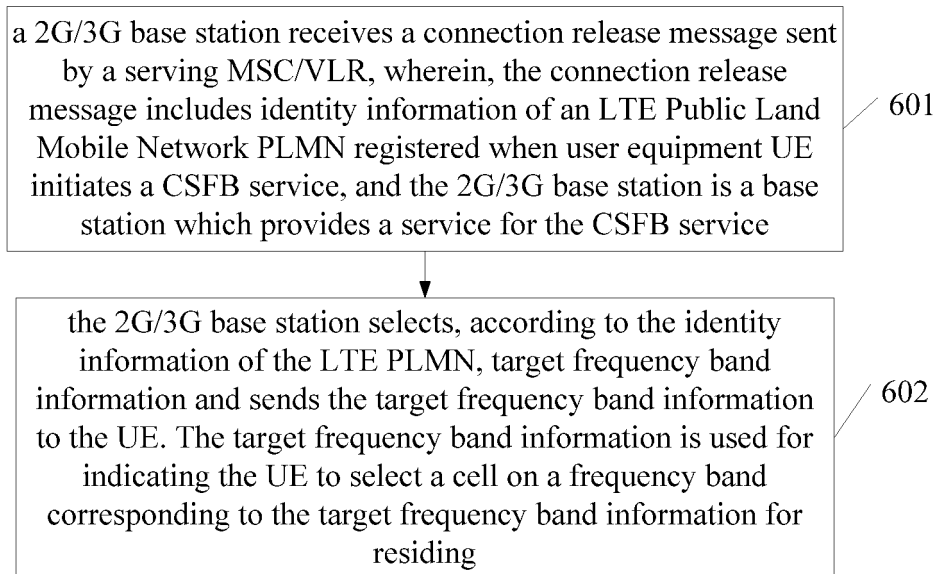 a 2G/3G base station receives a connection release message sent
by a serving MSC/VLR, wherein, the connection release
message includes identity information of an LTE Public Land
Mobile Network PLMN registered when user equipment UE
initiates a CSFB service, and the 2G/3G base station is a base
station which provides a service for the CSFB service
601
the 2G/3G base station selects, according to the identity
information of the LTE PLMN, target frequency band
information and sends the target frequency band information
to the UE. The target frequency band information is used for
indicating the UE to select a cell on a frequency band
corresponding to the target frequency band information for
residing
602